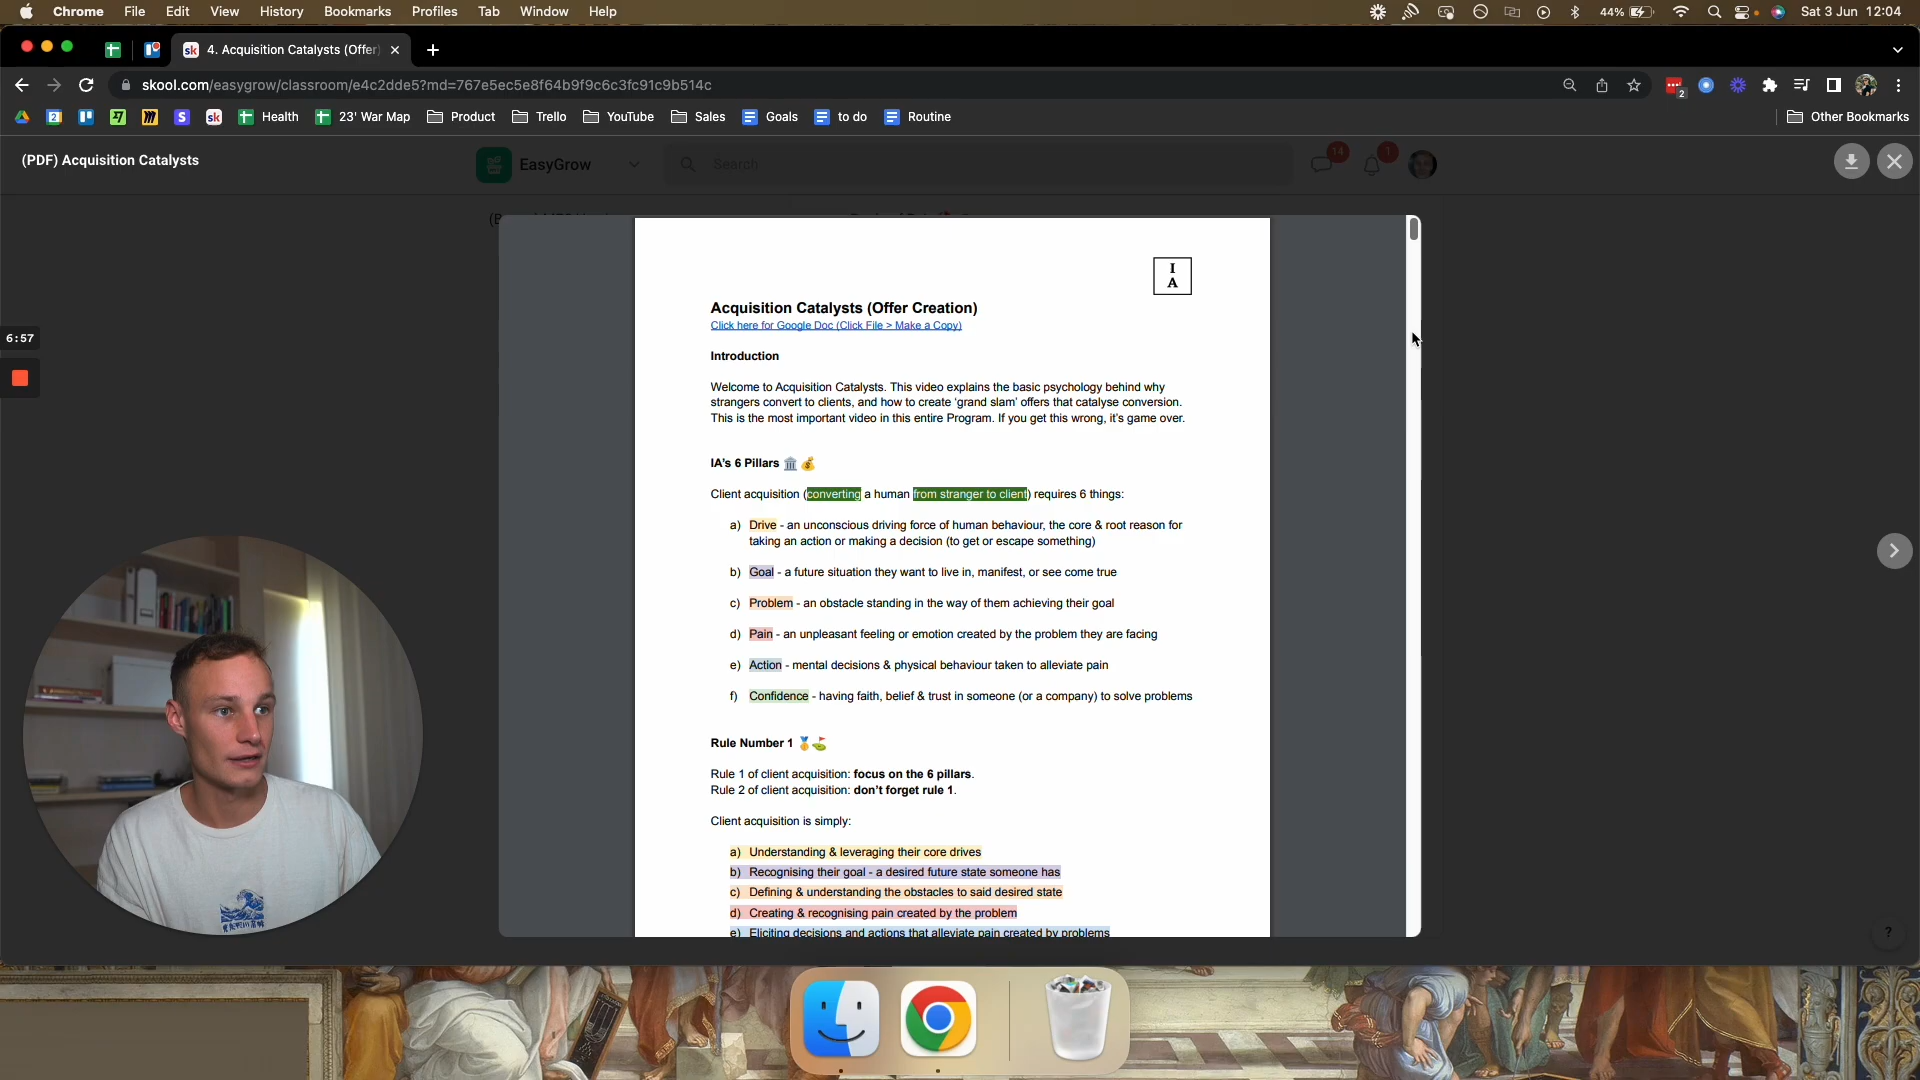 Chrome File Edit View History Bookmarks Profiles Tab Window Help 44% Sat 3 Jun 12:04
sk 4. Acquisition Catalysts (Offer
skool.com/easygrow/classroom/e4c2dde5?md=767e5ec5e8f64b9f9c6c3fc91c9b514c 2
2 S sk Health 23' War Map Product Trello YouTube Sales Goals to do Routine Other Bookmarks
(PDF) Acquisition Catalysts
EasyGrow Search 14 1
I
A
Acquisition Catalysts (Offer Creation)
Click here for Google Doc (Click File > Make a Copy)
6:57
Introduction
Welcome to Acquisition Catalysts. This video explains the basic psychology behind why
strangers convert to clients, and how to create 'grand slam' offers that catalyse conversion.
This is the most important video in this entire Program. If you get this wrong, it's game over.
IA's 6 Pillars 🏛️ 💰
Client acquisition (converting a human from stranger to client) requires 6 things:
a) Drive - an unconscious driving force of human behaviour, the core & root reason for
taking an action or making a decision (to get or escape something)
b) Goal - a future situation they want to live in, manifest, or see come true
c) Problem - an obstacle standing in the way of them achieving their goal
d) Pain - an unpleasant feeling or emotion created by the problem they are facing
e) Action - mental decisions & physical behaviour taken to alleviate pain
f) Confidence - having faith, belief & trust in someone (or a company) to solve problems
Rule Number 1 🥇⛳
Rule 1 of client acquisition: focus on the 6 pillars.
Rule 2 of client acquisition: don't forget rule 1.
Client acquisition is simply:
a) Understanding & leveraging their core drives
b) Recognising their goal - a desired future state someone has
c) Defining & understanding the obstacles to said desired state
d) Creating & recognising pain created by the problem
e) Eliciting decisions and actions that alleviate pain created by problems
?